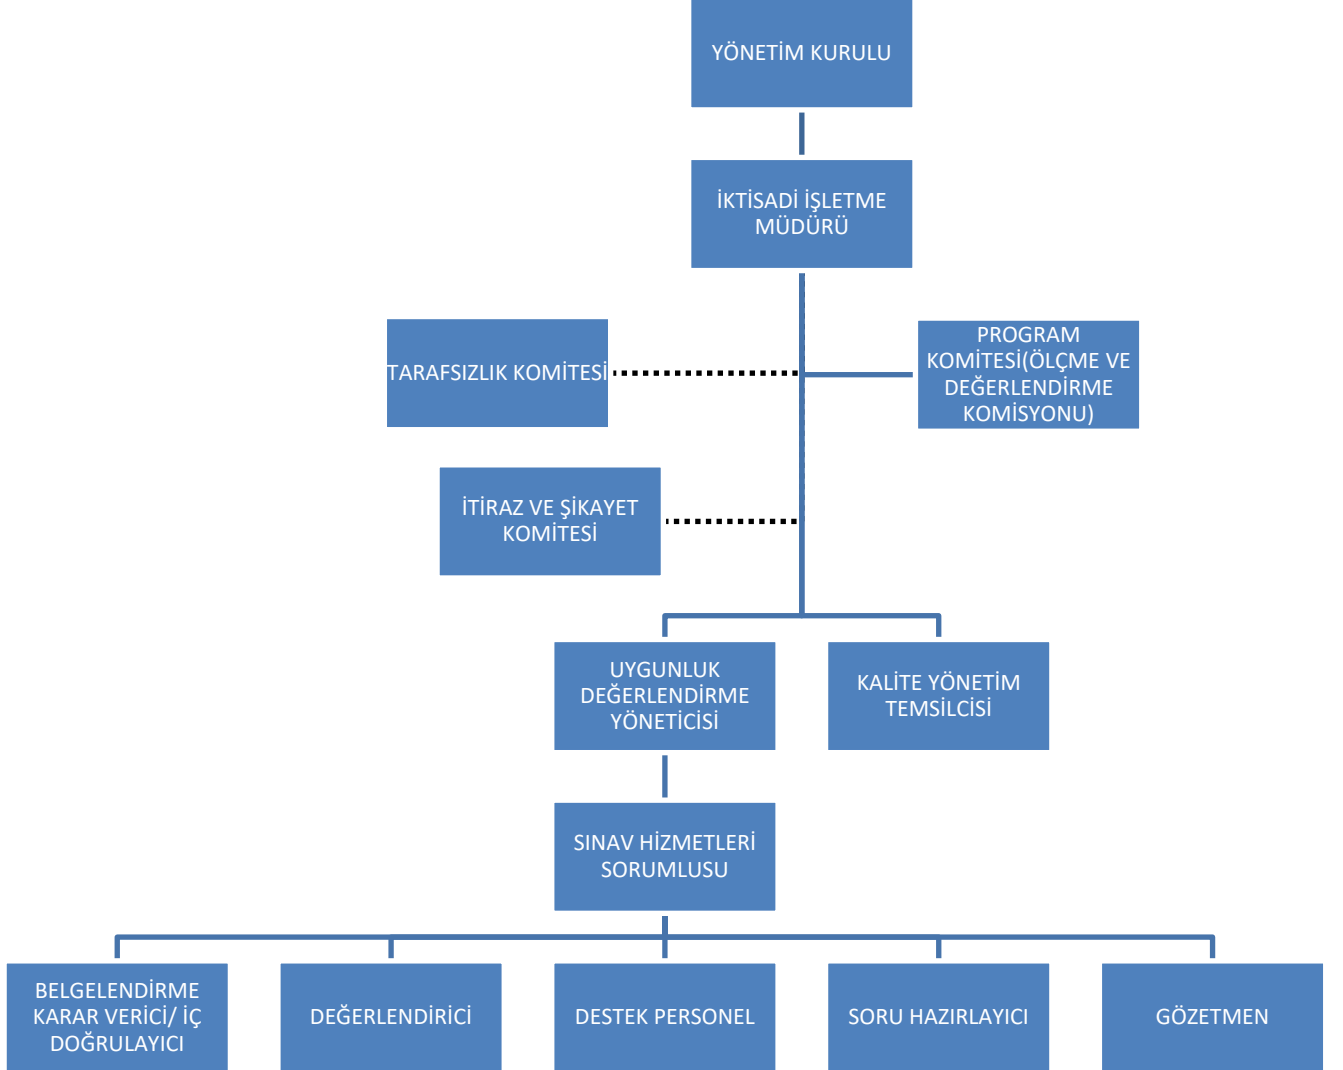 YÖNETİM KURULU
İKTİSADİ İŞLETME
MÜDÜRÜ
TARAFSIZLIK KOMİTESİ
PROGRAM
KOMİTESİ(ÖLÇME VE
DEĞERLENDİRME
KOMİSYONU)
İTİRAZ VE ŞİKAYET
KOMİTESİ
UYGUNLUK
DEĞERLENDİRME
YÖNETİCİSİ
KALİTE YÖNETİM
TEMSİLCİSİ
SINAV HİZMETLERİ
SORUMLUSU
BELGELENDİRME
KARAR VERİCİ/ İÇ
DOĞRULAYICI
DEĞERLENDİRİCİ
DESTEK PERSONEL
SORU HAZIRLAYICI
GÖZETMEN